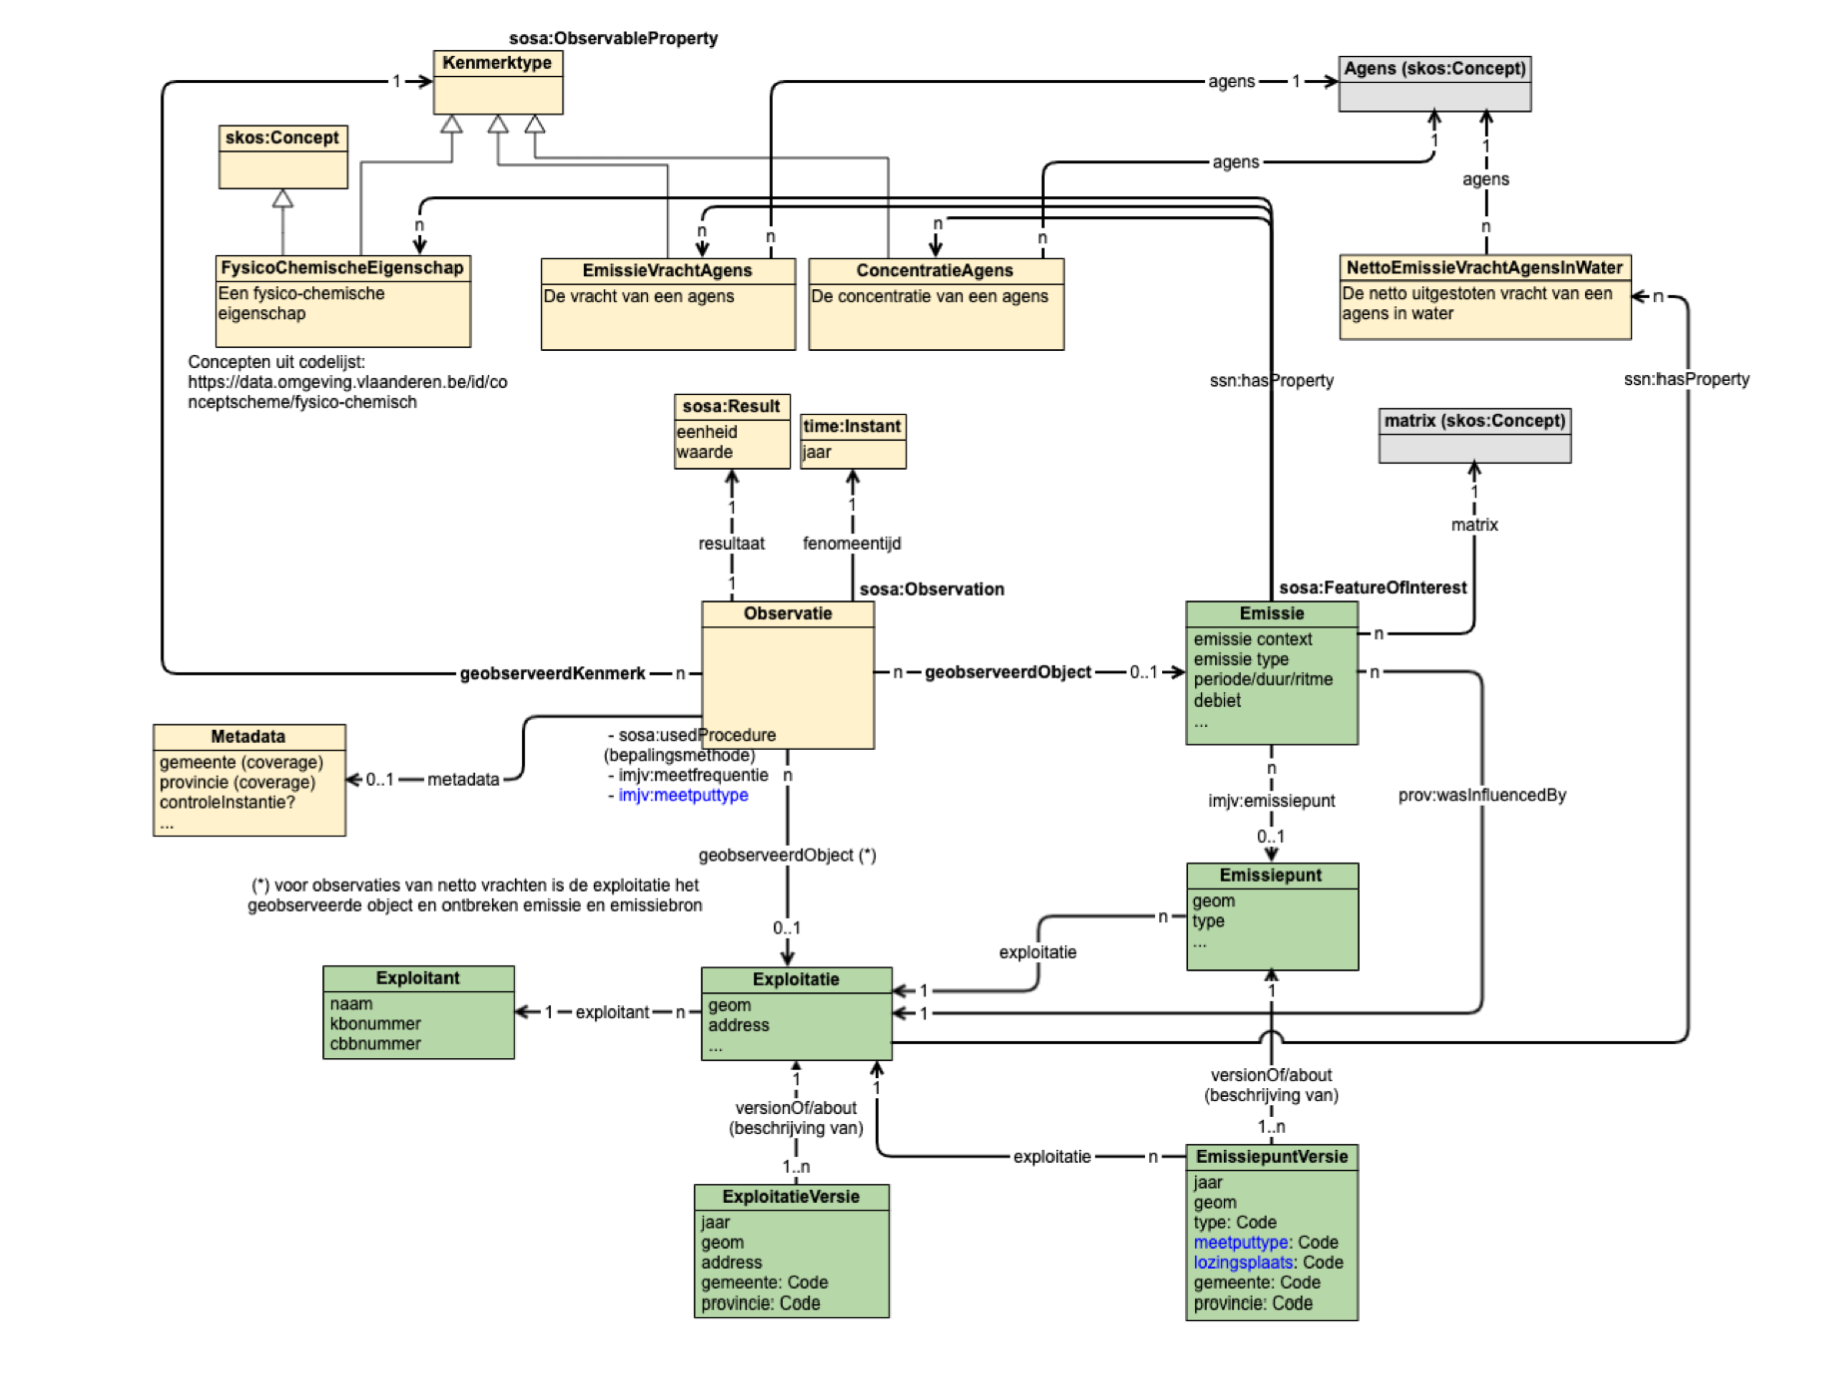 sosa:ObservableProperty
Kenmerktype
1
Agens (skos:Concept)
agens
1
skos:Concept
1
1
agens
agens
n
n
n
n
n
n
n
FysicoChemischeEigenschap
Een fysico-chemische
eigenschap
EmissieVrachtAgens
De vracht van een agens
ConcentratieAgens
De concentratie van een agens
NettoEmissieVrachtAgensInWater
De netto uitgestoten vracht van een
agens in water
n
Concepten uit codelijst:
https://data.omgeving.vlaanderen.be/id/co
nceptscheme/fysico-chemisch
ssn:hasProperty
ssn:hasProperty
sosa:Result
eenheid
waarde
time:Instant
jaar
matrix (skos:Concept)
1
1
1
matrix
resultaat
fenomeentijd
1
sosa:Observation
sosa:FeatureOfInterest
Observatie
Emissie
emissie context
emissie type
periode/duur/ritme
debiet
...
n
n
geobserveerdKenmerk
n
n
geobserveerdObject
0..1
Metadata
gemeente (coverage)
provincie (coverage)
controleInstantie?
...
0..1
metadata
- sosa:usedProcedure
(bepalingsmethode)
- imjv:meetfrequentie
- imjv:meetputtype
n
n
imjv:emissiepunt
0..1
prov:wasInfluencedBy
geobserveerdObject (*)
(*) voor observaties van netto vrachten is de exploitatie het
geobserveerde object en ontbreken emissie en emissiebron
0..1
Emissiepunt
geom
type
...
n
exploitatie
1
1
Exploitant
naam
kbonummer
cbbnummer
1
exploitant
n
Exploitatie
geom
address
...
1
1
versionOf/about
(beschrijving van)
1..n
1
versionOf/about
(beschrijving van)
1..n
exploitatie
n
ExploitatieVersie
jaar
geom
address
gemeente: Code
provincie: Code
EmissiepuntVersie
jaar
geom
type: Code
meetputtype: Code
lozingsplaats: Code
gemeente: Code
provincie: Code